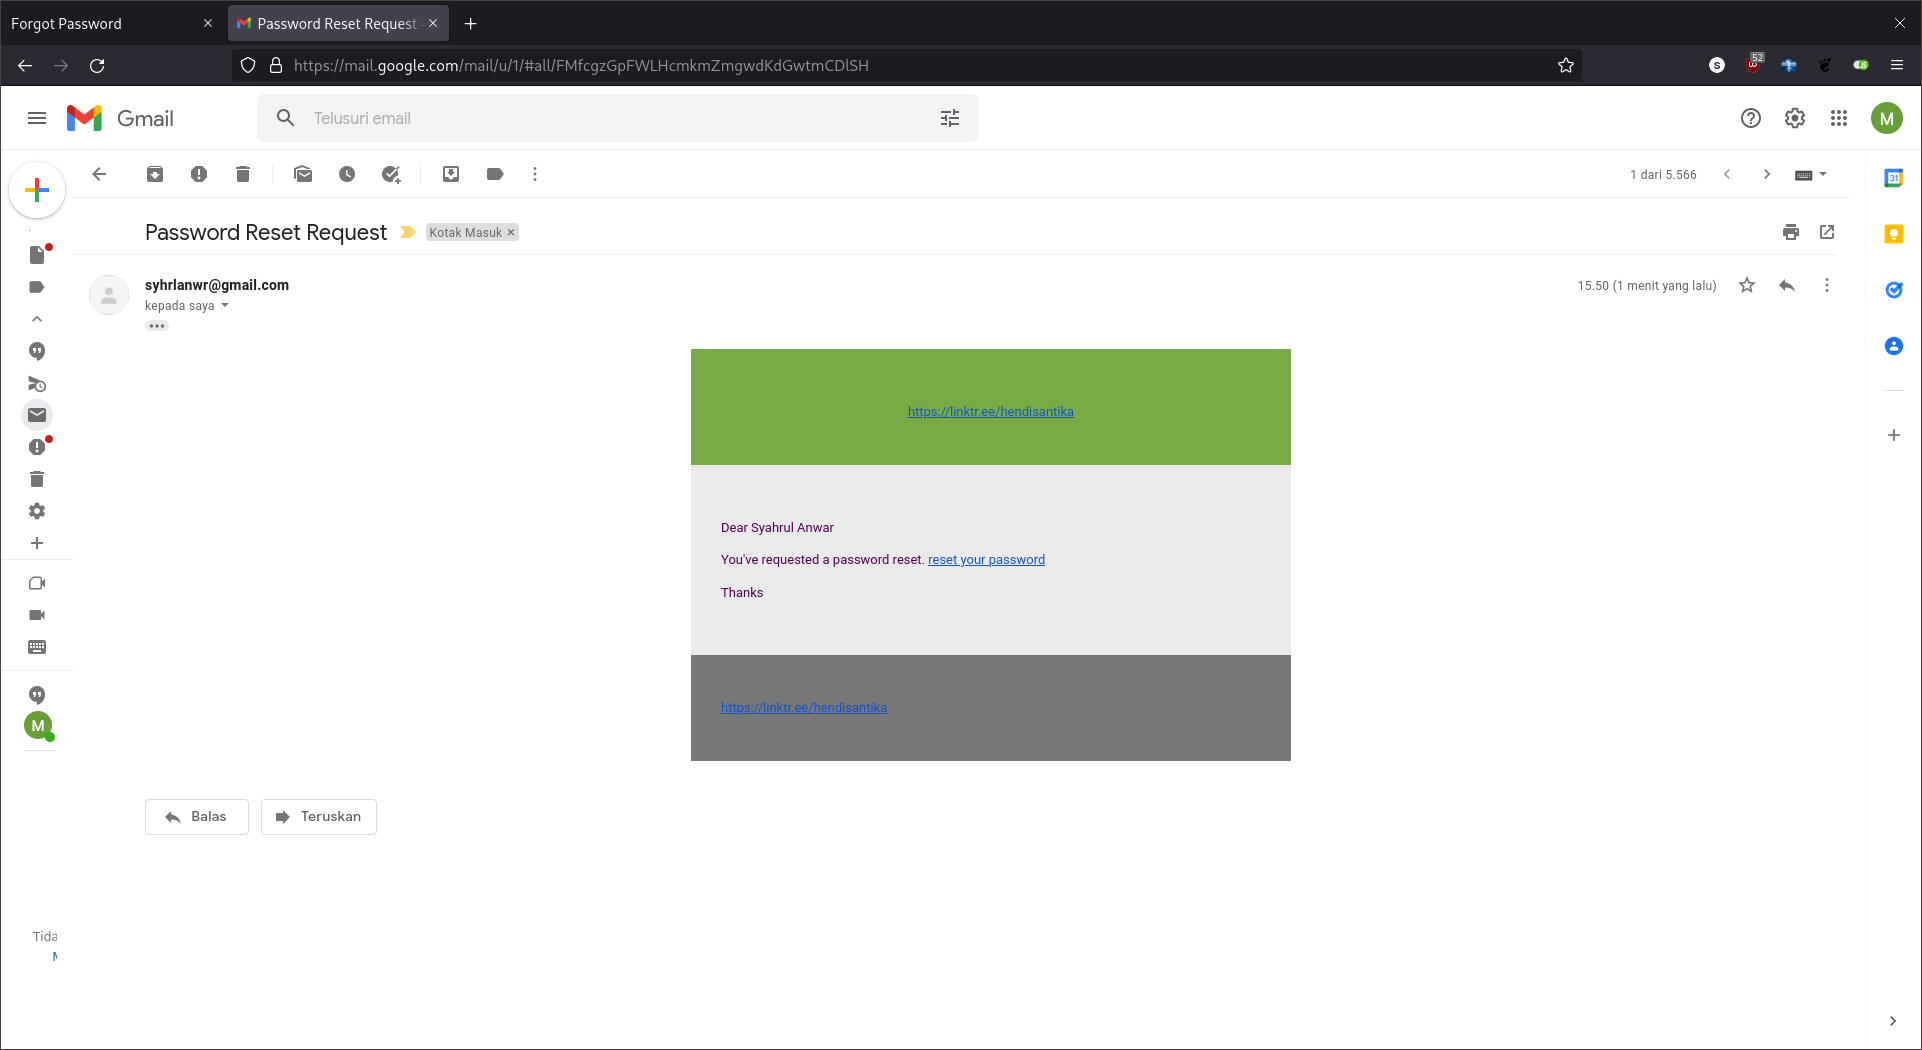 Forgot Password
Password Reset Request
https://mail.google.com/mail/u/1/#all/FMfcgzGpFWLHcmkmZmgwdKdGwtmCDlSH
S
52
JS
Gmail
Telusuri email
M
1 dari 5.566
31
Password Reset Request
Kotak Masuk
syhrlanwr@gmail.com
15.50 (1 menit yang lalu)
kepada saya
https://linktr.ee/hendisantika
Dear Syahrul Anwar
You've requested a password reset. reset your password
Thanks
https://linktr.ee/hendisantika
M
Balas
Teruskan
Tida